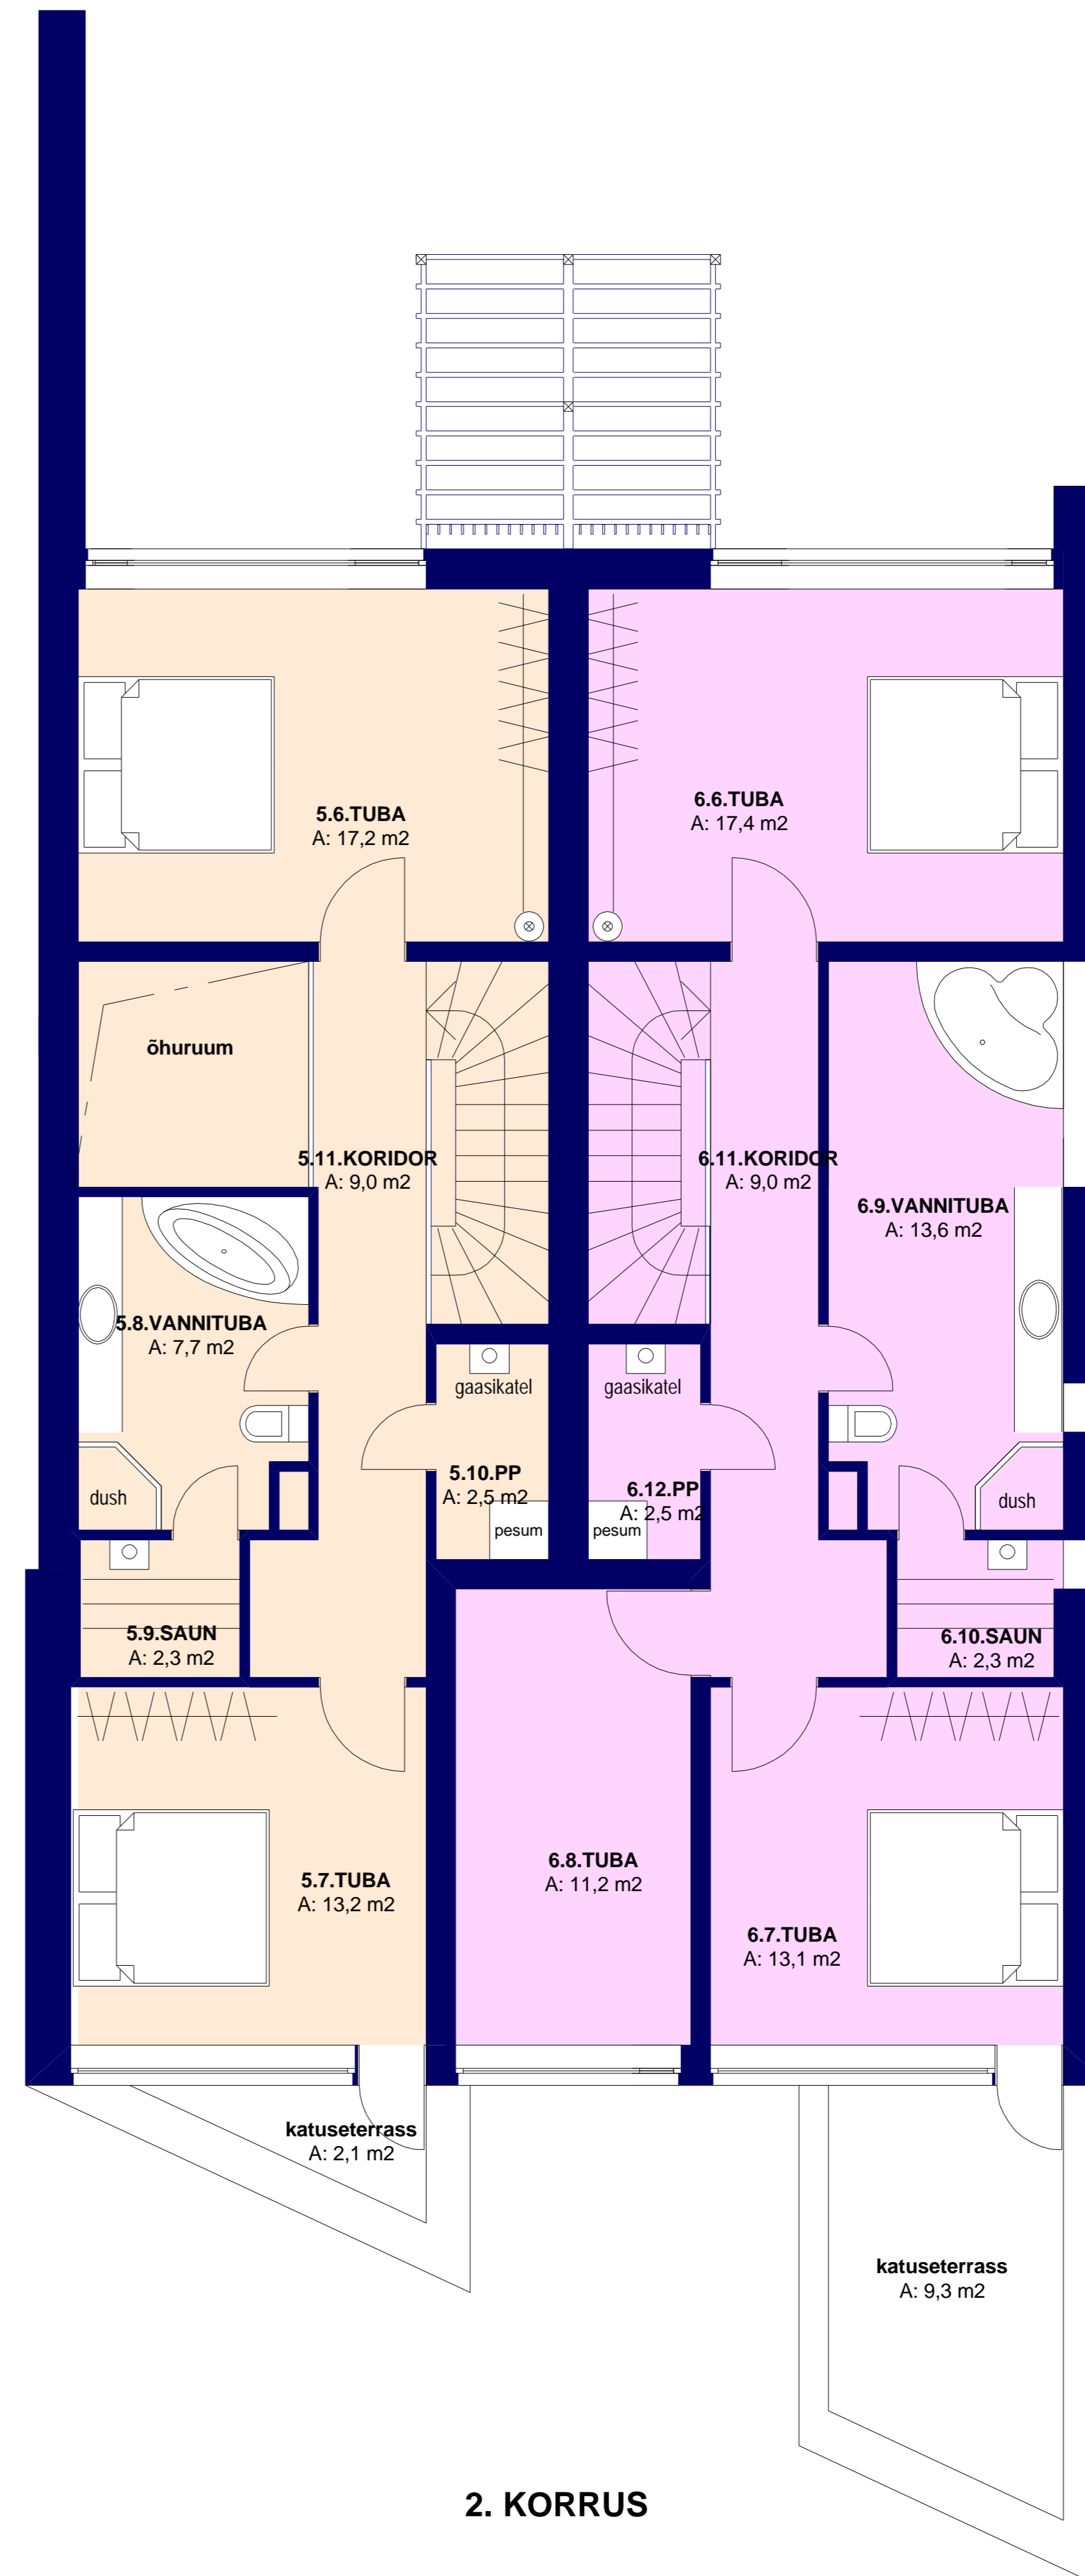 5.6.TUBA
A: 17,2 m2
6.6.TUBA
A: 17,4 m2
õhuruum
5.11.KORIDOR
A: 9,0 m2
6.11.KORIDOR
A: 9,0 m2
6.9.VANNITUBA
A: 13,6 m2
5.8.VANNITUBA
A: 7,7 m2
gaasikatel
gaasikatel
5.10.PP
A: 2,5 m2
6.12.PP
A: 2,5 m2
dush
dush
pesum
pesum
5.9.SAUN
A: 2,3 m2
6.10.SAUN
A: 2,3 m2
5.7.TUBA
A: 13,2 m2
6.8.TUBA
A: 11,2 m2
6.7.TUBA
A: 13,1 m2
katuseterrass
A: 2,1 m2
katuseterrass
A: 9,3 m2
2. KORRUS